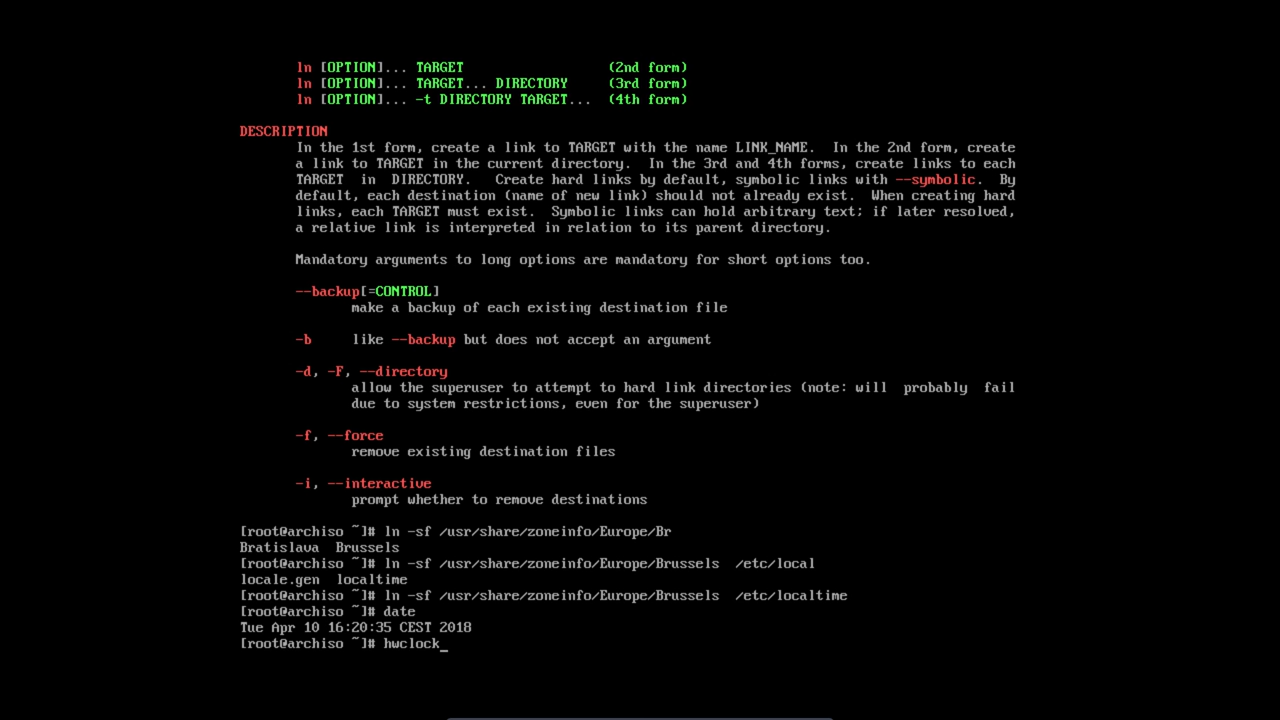 ln [OPTION]... TARGET                  (2nd form)
ln [OPTION]... TARGET... DIRECTORY     (3rd form)
ln [OPTION]... -t DIRECTORY TARGET...  (4th form)
DESCRIPTION
In the 1st form, create a link to TARGET with the name LINK_NAME.  In the 2nd form, create
a link to TARGET in the current directory.  In the 3rd and 4th forms, create links to each
TARGET  in  DIRECTORY.   Create hard links by default, symbolic links with --symbolic.  By
default, each destination (name of new link) should not already exist.  When creating hard
links, each TARGET must exist.  Symbolic links can hold arbitrary text; if later resolved,
a relative link is interpreted in relation to its parent directory.
Mandatory arguments to long options are mandatory for short options too.
--backup[=CONTROL]
make a backup of each existing destination file
-b     like --backup but does not accept an argument
-d, -F, --directory
allow the superuser to attempt to hard link directories (note: will  probably  fail
due to system restrictions, even for the superuser)
-f, --force
remove existing destination files
-i, --interactive
prompt whether to remove destinations
[root@archiso ~]# ln -sf /usr/share/zoneinfo/Europe/Br
Bratislava  Brussels
[root@archiso ~]# ln -sf /usr/share/zoneinfo/Europe/Brussels  /etc/local
locale.gen  localtime
[root@archiso ~]# ln -sf /usr/share/zoneinfo/Europe/Brussels  /etc/localtime
[root@archiso ~]# date
Tue Apr 10 16:20:35 CEST 2018
[root@archiso ~]# hwclock_